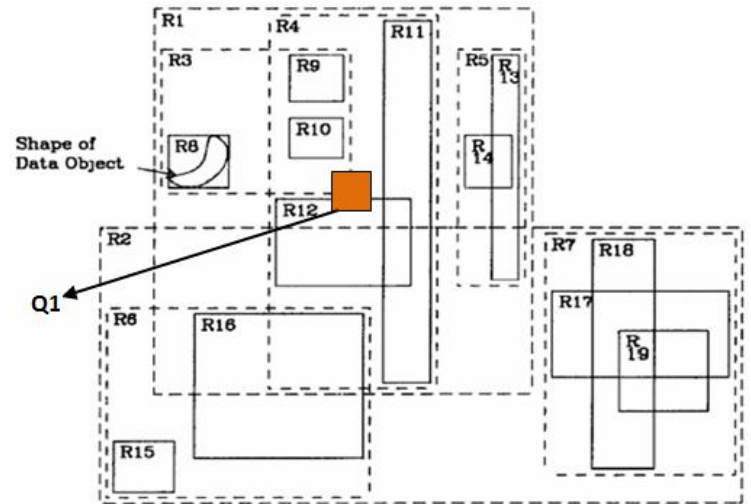 R1
R4
R11
R3
R9
R5
R
13
R10
Shape of
Data Object
R8
R
14
R12
R2
R7
R18
Q1
R17
R6
R16
R
19
R15